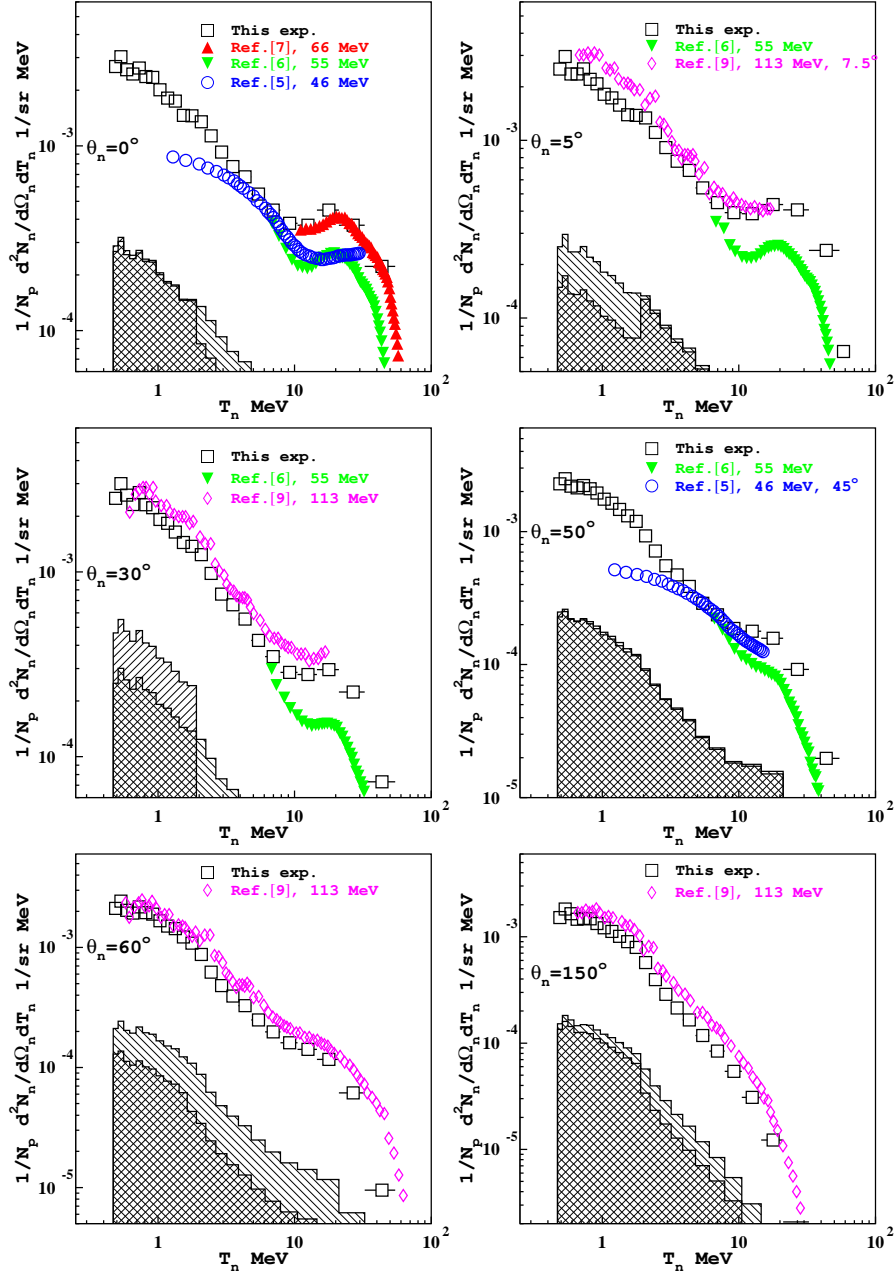 This exp.
Ref.[7], 66 MeV
Ref.[6], 55 MeV
Ref.[5], 46 MeV
θn=0°
10⁻³
10⁻⁴
1 10 10²
Tn MeV
1/Np d²Nn/dΩndTn 1/sr MeV
This exp.
Ref.[6], 55 MeV
Ref.[9], 113 MeV, 7.5°
θn=5°
10⁻³
10⁻⁴
1 10 10²
Tn MeV
1/Np d²Nn/dΩndTn 1/sr MeV
This exp.
Ref.[6], 55 MeV
Ref.[9], 113 MeV
θn=30°
10⁻³
10⁻⁴
1 10 10²
Tn MeV
1/Np d²Nn/dΩndTn 1/sr MeV
This exp.
Ref.[6], 55 MeV
Ref.[5], 46 MeV, 45°
θn=50°
10⁻³
10⁻⁴
10⁻⁵
1 10 10²
Tn MeV
1/Np d²Nn/dΩndTn 1/sr MeV
This exp.
Ref.[9], 113 MeV
θn=60°
10⁻³
10⁻⁴
10⁻⁵
1 10 10²
Tn MeV
1/Np d²Nn/dΩndTn 1/sr MeV
This exp.
Ref.[9], 113 MeV
θn=150°
10⁻³
10⁻⁴
10⁻⁵
1 10 10²
Tn MeV
1/Np d²Nn/dΩndTn 1/sr MeV